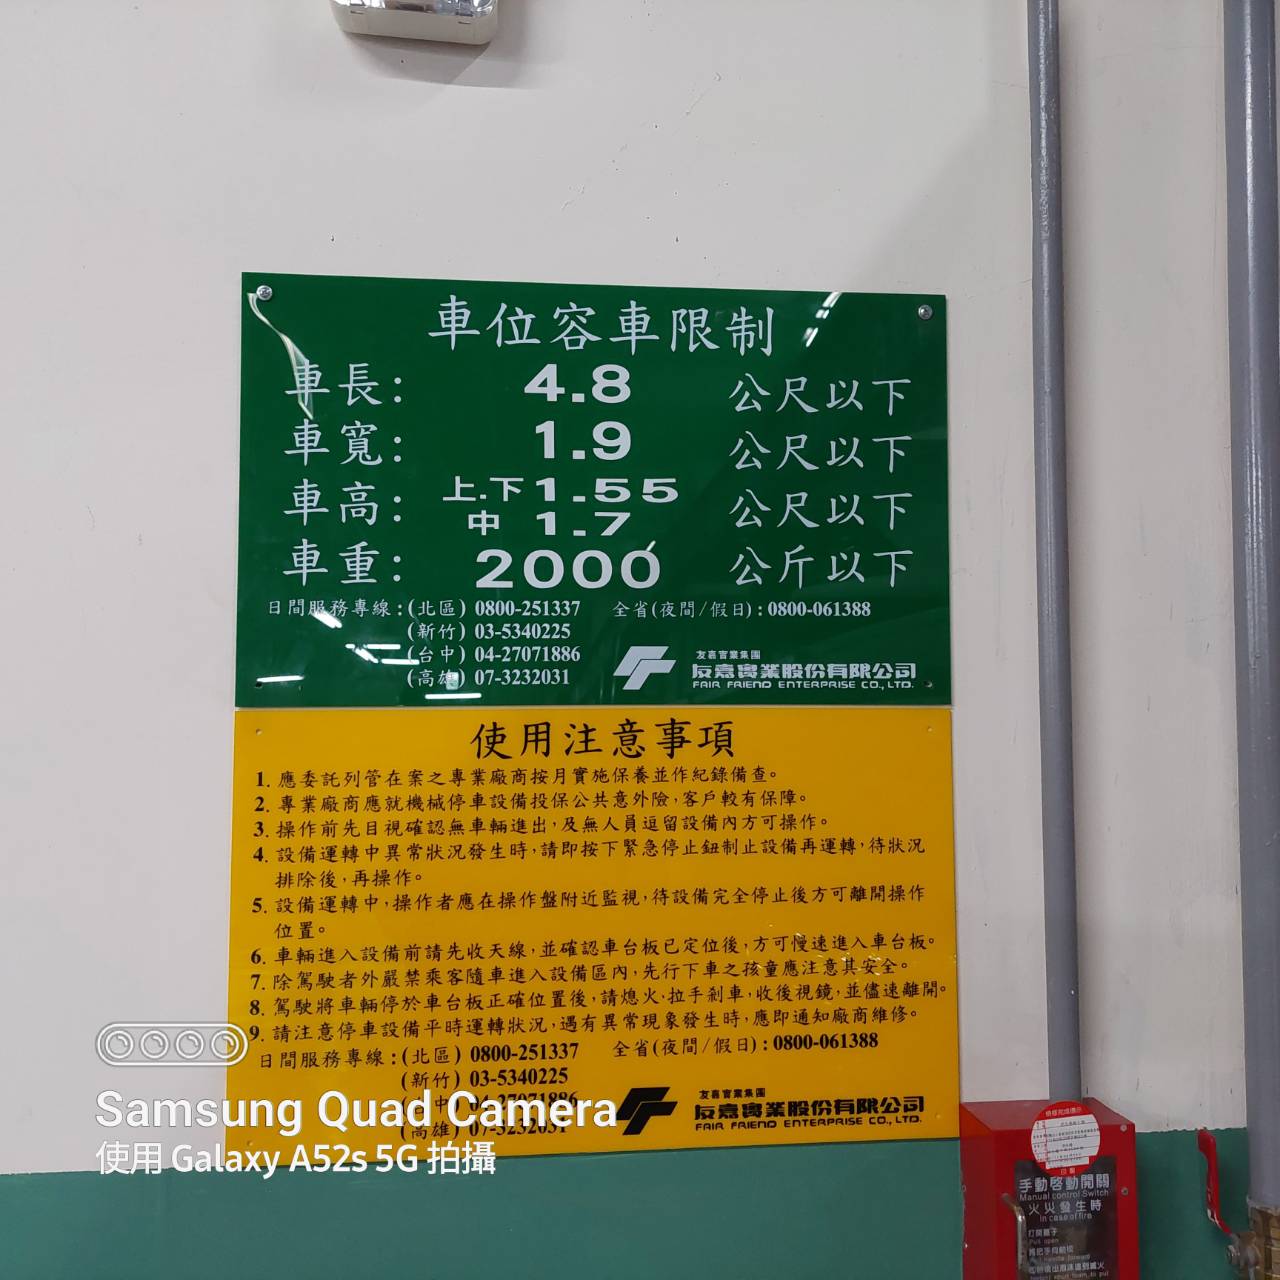 車位容車限制
車長: 4.8 公尺以下
車寬: 1.9 公尺以下
車高: 上.下 1.55 公尺以下
中 1.7
車重: 2000 公斤以下
日間服務專線:(北區) 0800-251337 全省(夜間/假日):0800-061388
(新竹) 03-5340225
(台中) 04-27071886
(高雄) 07-3232031
友嘉實業集團
友嘉實業股份有限公司
FAIR FRIEND ENTERPRISE CO., LTD.
使用注意事項
1. 應委託列管在案之專業廠商按月實施保養並作紀錄備查。
2. 專業廠商應就機械停車設備投保公共意外險,客戶較有保障。
3. 操作前先目視確認無車輛進出,及無人員逗留設備內方可操作。
4. 設備運轉中異常狀況發生時,請即按下緊急停止鈕制止設備再運轉,待狀況
排除後,再操作。
5. 設備運轉中,操作者應在操作盤附近監視,待設備完全停止後方可離開操作
位置。
6. 車輛進入設備前請先收天線,並確認車台板已定位後,方可慢速進入車台板。
7. 除駕駛者外嚴禁乘客隨車進入設備區內,先行下車之孩童應注意其安全。
8. 駕駛將車輛停於車台板正確位置後,請熄火,拉手剎車,收後視鏡,並儘速離開。
9. 請注意停車設備平時運轉狀況,遇有異常現象發生時,應即通知廠商維修。
日間服務專線:(北區) 0800-251337 全省(夜間/假日):0800-061388
(新竹) 03-5340225
(台中) 04-27071886
(高雄) 07-3232031
友嘉實業集團
友嘉實業股份有限公司
FAIR FRIEND ENTERPRISE CO., LTD.
Samsung Quad Camera
使用 Galaxy A52s 5G 拍攝
手動啓動開關
Manual control Switch
火災發生時
In case of fire
打開蓋子
Pull open